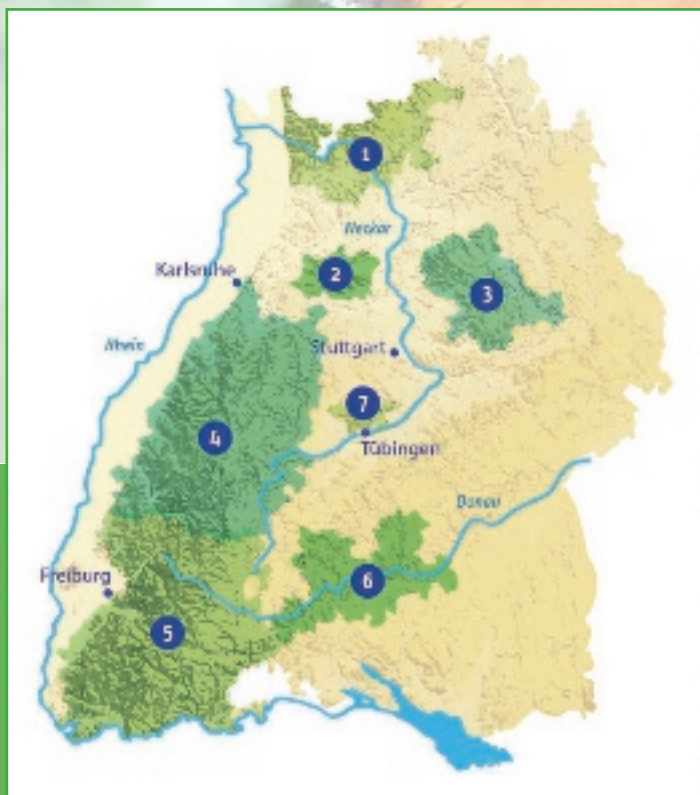 1
Neckar
2
Karlsruhe
3
Rhein
Stuttgart
7
4
Tübingen
Donau
Freiburg
6
5